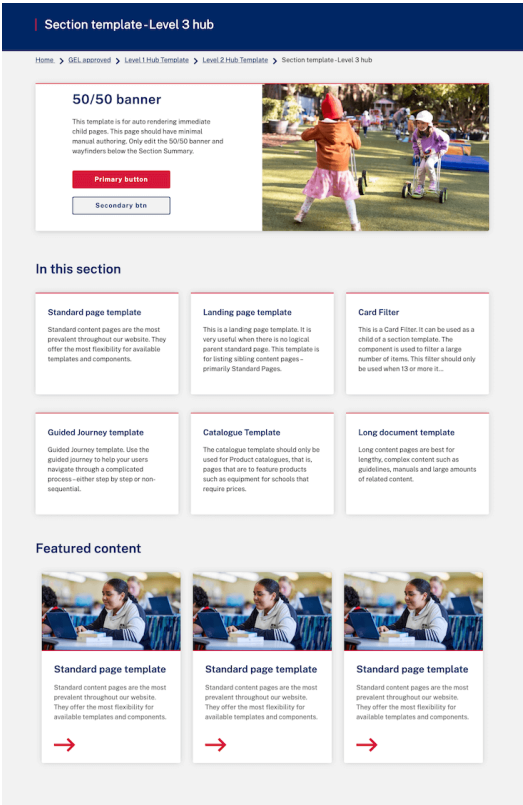 Section template - Level 3 hub
Home > GEL approved > Level 1 Hub Template > Level 2 Hub Template > Section template - Level 3 hub
50/50 banner
This template is for auto rendering immediate
child pages. This page should have minimal
manual authoring. Only edit the 50/50 banner and
wayfinders below the Section Summary.
Primary button
Secondary btn
In this section
Standard page template
Standard content pages are the most
prevalent throughout our website. They
offer the most flexibility for available
templates and components.
Landing page template
This is a landing page template. It is
very useful when there is no logical
parent standard page. This template is
for listing sibling content pages –
primarily Standard Pages.
Card Filter
This is a Card Filter. It can be used as a
child of a section template. The
component is used to filter a large
number of items. This filter should only
be used when 13 or more it...
Guided Journey template
Guided Journey template. Use the
guided journey to help your users
navigate through a complicated
process – either step by step or non-
sequential.
Catalogue Template
The catalogue template should only be
used for Product catalogues, that is,
pages that are to feature products
such as equipment for schools that
require prices.
Long document template
Long content pages are best for
lengthy, complex content such as
guidelines, manuals and large amounts
of related content.
Featured content
Standard page template
Standard content pages are the most
prevalent throughout our website.
They offer the most flexibility for
available templates and components.
Standard page template
Standard content pages are the most
prevalent throughout our website.
They offer the most flexibility for
available templates and components.
Standard page template
Standard content pages are the most
prevalent throughout our website.
They offer the most flexibility for
available templates and components.